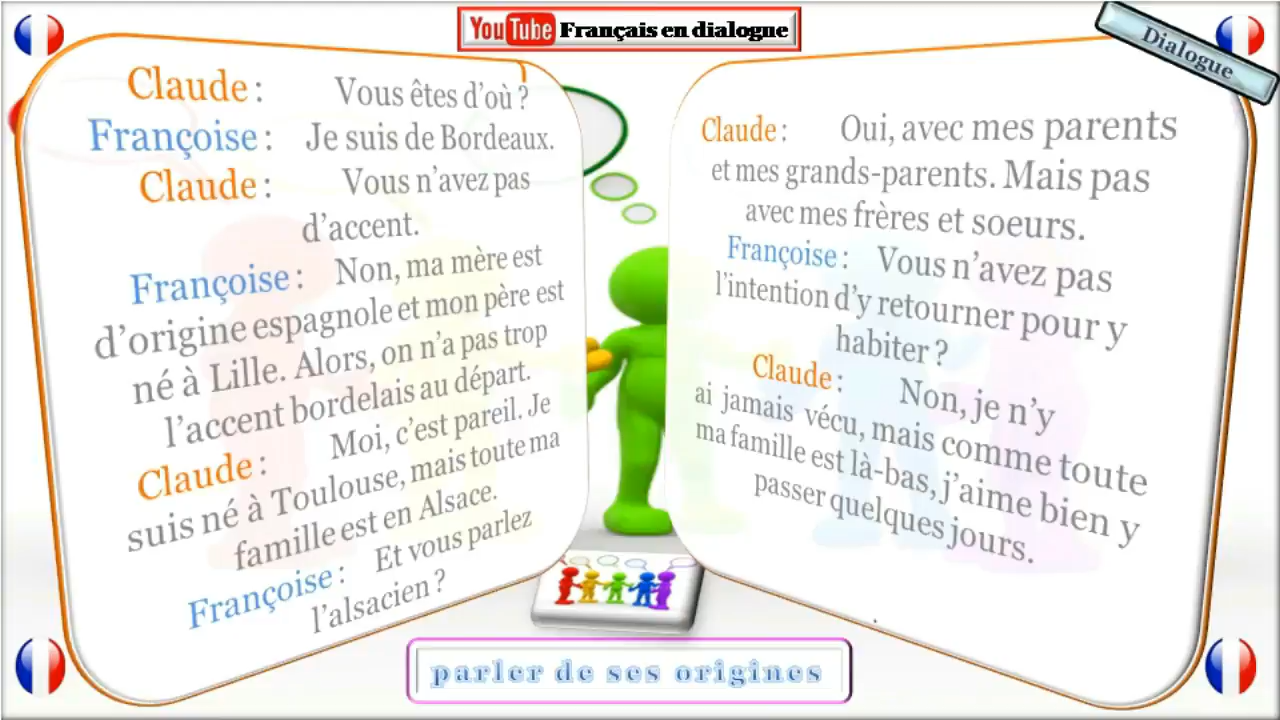 YouTube Français en dialogue
Dialogue
Claude : Vous êtes d'où ?
Françoise : Je suis de Bordeaux.
Claude : Vous n'avez pas
d'accent.
Françoise : Non, ma mère est
d'origine espagnole et mon père est
né à Lille. Alors, on n'a pas trop
l'accent bordelais au départ.
Claude : Moi, c'est pareil. Je
suis né à Toulouse, mais toute ma
famille est en Alsace.
Françoise : Et vous parlez
l'alsacien ?
Claude : Oui, avec mes parents
et mes grands-parents. Mais pas
avec mes frères et soeurs.
Françoise : Vous n'avez pas
l'intention d'y retourner pour y
habiter ?
Claude : Non, je n'y
ai jamais vécu, mais comme toute
ma famille est là-bas, j'aime bien y
passer quelques jours.
.
parler de ses origines